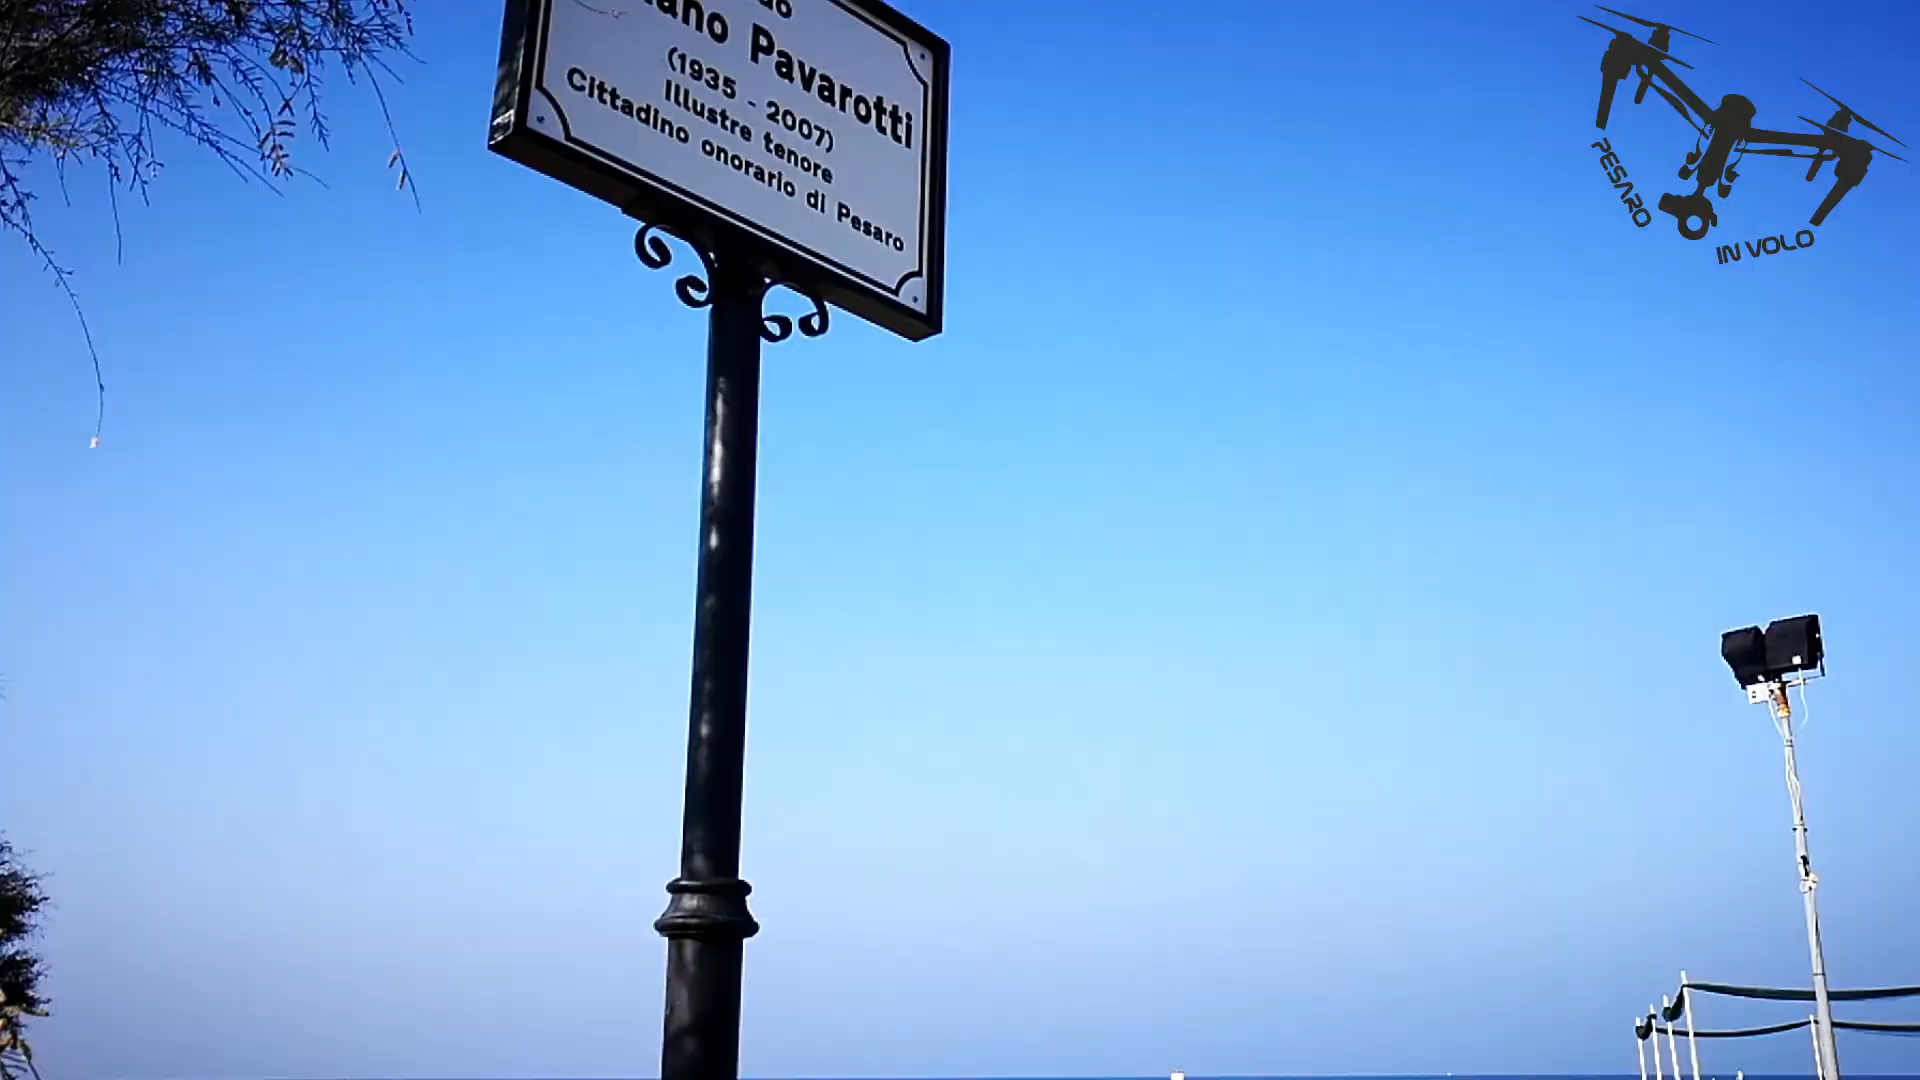 Pavarotti
(1935 - 2007)
Illustre tenore
Cittadino onorario di Pesaro
PESARO
IN VOLO